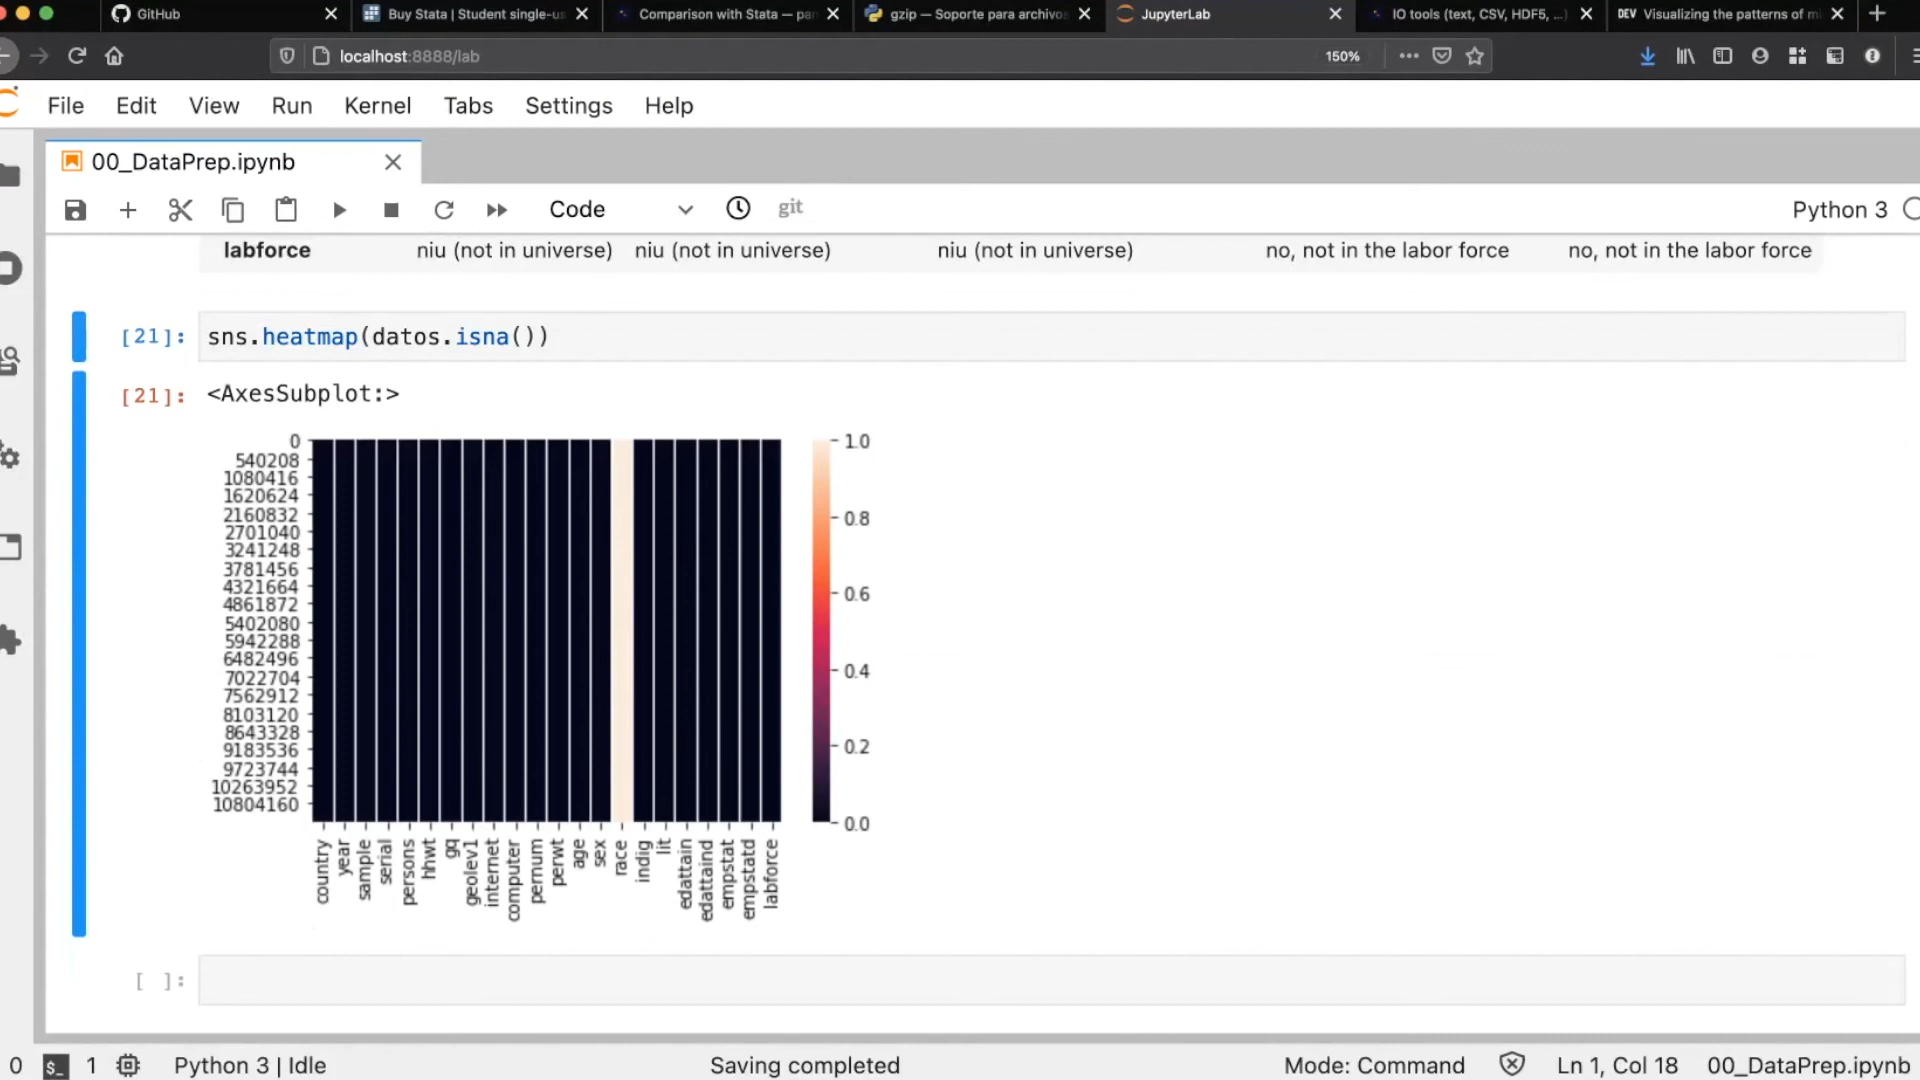 GitHub
Buy Stata | Student single-us
Comparison with Stata — pan
gzip — Soporte para archivos
JupyterLab
IO tools (text, CSV, HDF5, …)
DEV Visualizing the patterns of mi
localhost:8888/lab
150%
File Edit View Run Kernel Tabs Settings Help
00_DataPrep.ipynb
Code
git
Python 3
labforce niu (not in universe) niu (not in universe) niu (not in universe) no, not in the labor force no, not in the labor force
[21]: sns.heatmap(datos.isna())
[21]: <AxesSubplot:>
0
540208
1080416
1620624
2160832
2701040
3241248
3781456
4321664
4861872
5402080
5942288
6482496
7022704
7562912
8103120
8643328
9183536
9723744
10263952
10804160
1.0
0.8
0.6
0.4
0.2
0.0
country
year
sample
serial
persons
hhwt
gq
geolev1
internet
computer
pernum
perwt
age
sex
race
indig
lit
edattain
edattaind
empstat
empstatd
labforce
[ ]:
0 $_ 1 Python 3 | Idle Saving completed Mode: Command Ln 1, Col 18 00_DataPrep.ipynb